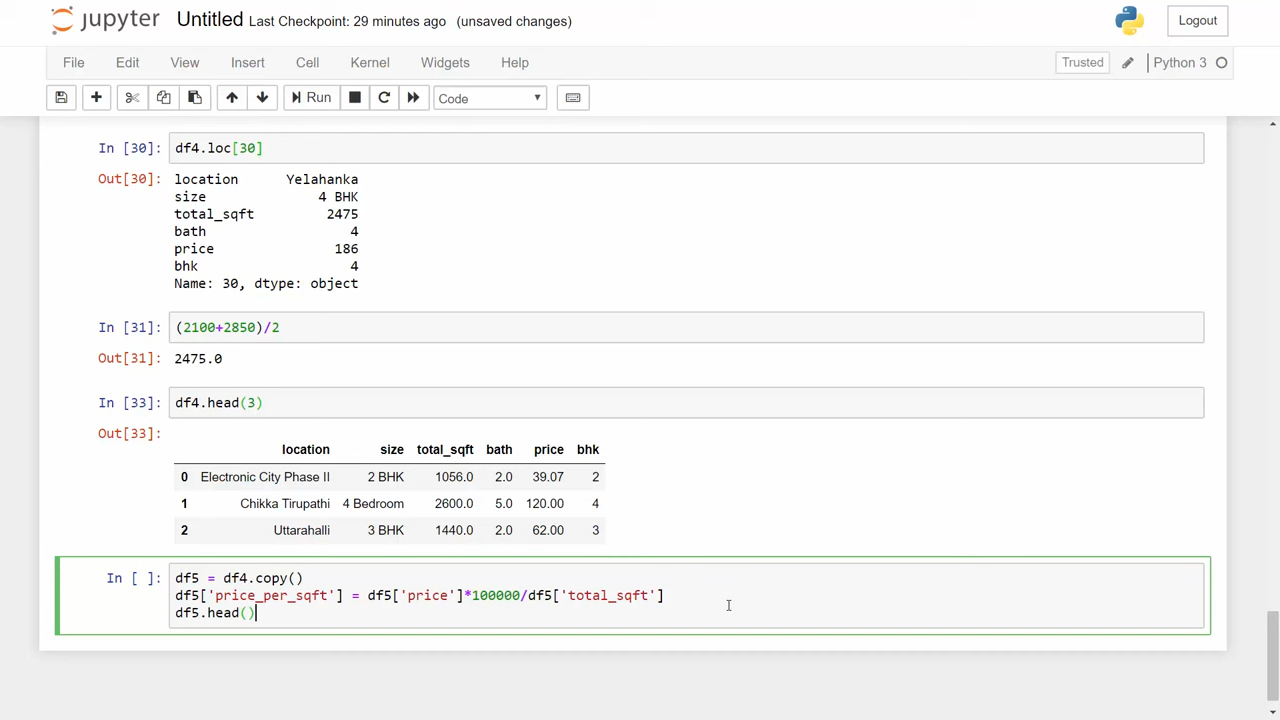 jupyter Untitled Last Checkpoint: 29 minutes ago (unsaved changes) Logout
File Edit View Insert Cell Kernel Widgets Help Trusted Python 3
Run Code
In [30]: df4.loc[30]
Out[30]: location Yelahanka
size 4 BHK
total_sqft 2475
bath 4
price 186
bhk 4
Name: 30, dtype: object
In [31]: (2100+2850)/2
Out[31]: 2475.0
In [33]: df4.head(3)
Out[33]:
location size total_sqft bath price bhk
0 Electronic City Phase II 2 BHK 1056.0 2.0 39.07 2
1 Chikka Tirupathi 4 Bedroom 2600.0 5.0 120.00 4
2 Uttarahalli 3 BHK 1440.0 2.0 62.00 3
In [ ]: df5 = df4.copy()
df5['price_per_sqft'] = df5['price']*100000/df5['total_sqft']
df5.head()